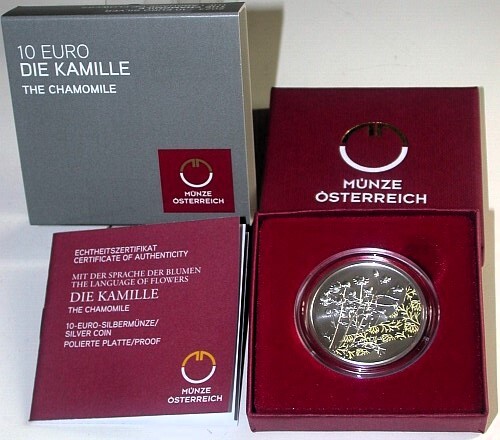 10 EURO
DIE KAMILLE
THE CHAMOMILE
MÜNZE
ÖSTERREICH
MÜNZE
ÖSTERREICH
ECHTHEITSZERTIFIKAT
CERTIFICATE OF AUTHENTICITY
MIT DER SPRACHE DER BLUMEN
THE LANGUAGE OF FLOWERS
DIE KAMILLE
THE CHAMOMILE
10-EURO-SILBERMÜNZE/
SILVER COIN
POLIERTE PLATTE/PROOF
MÜNZE
ÖSTERREICH